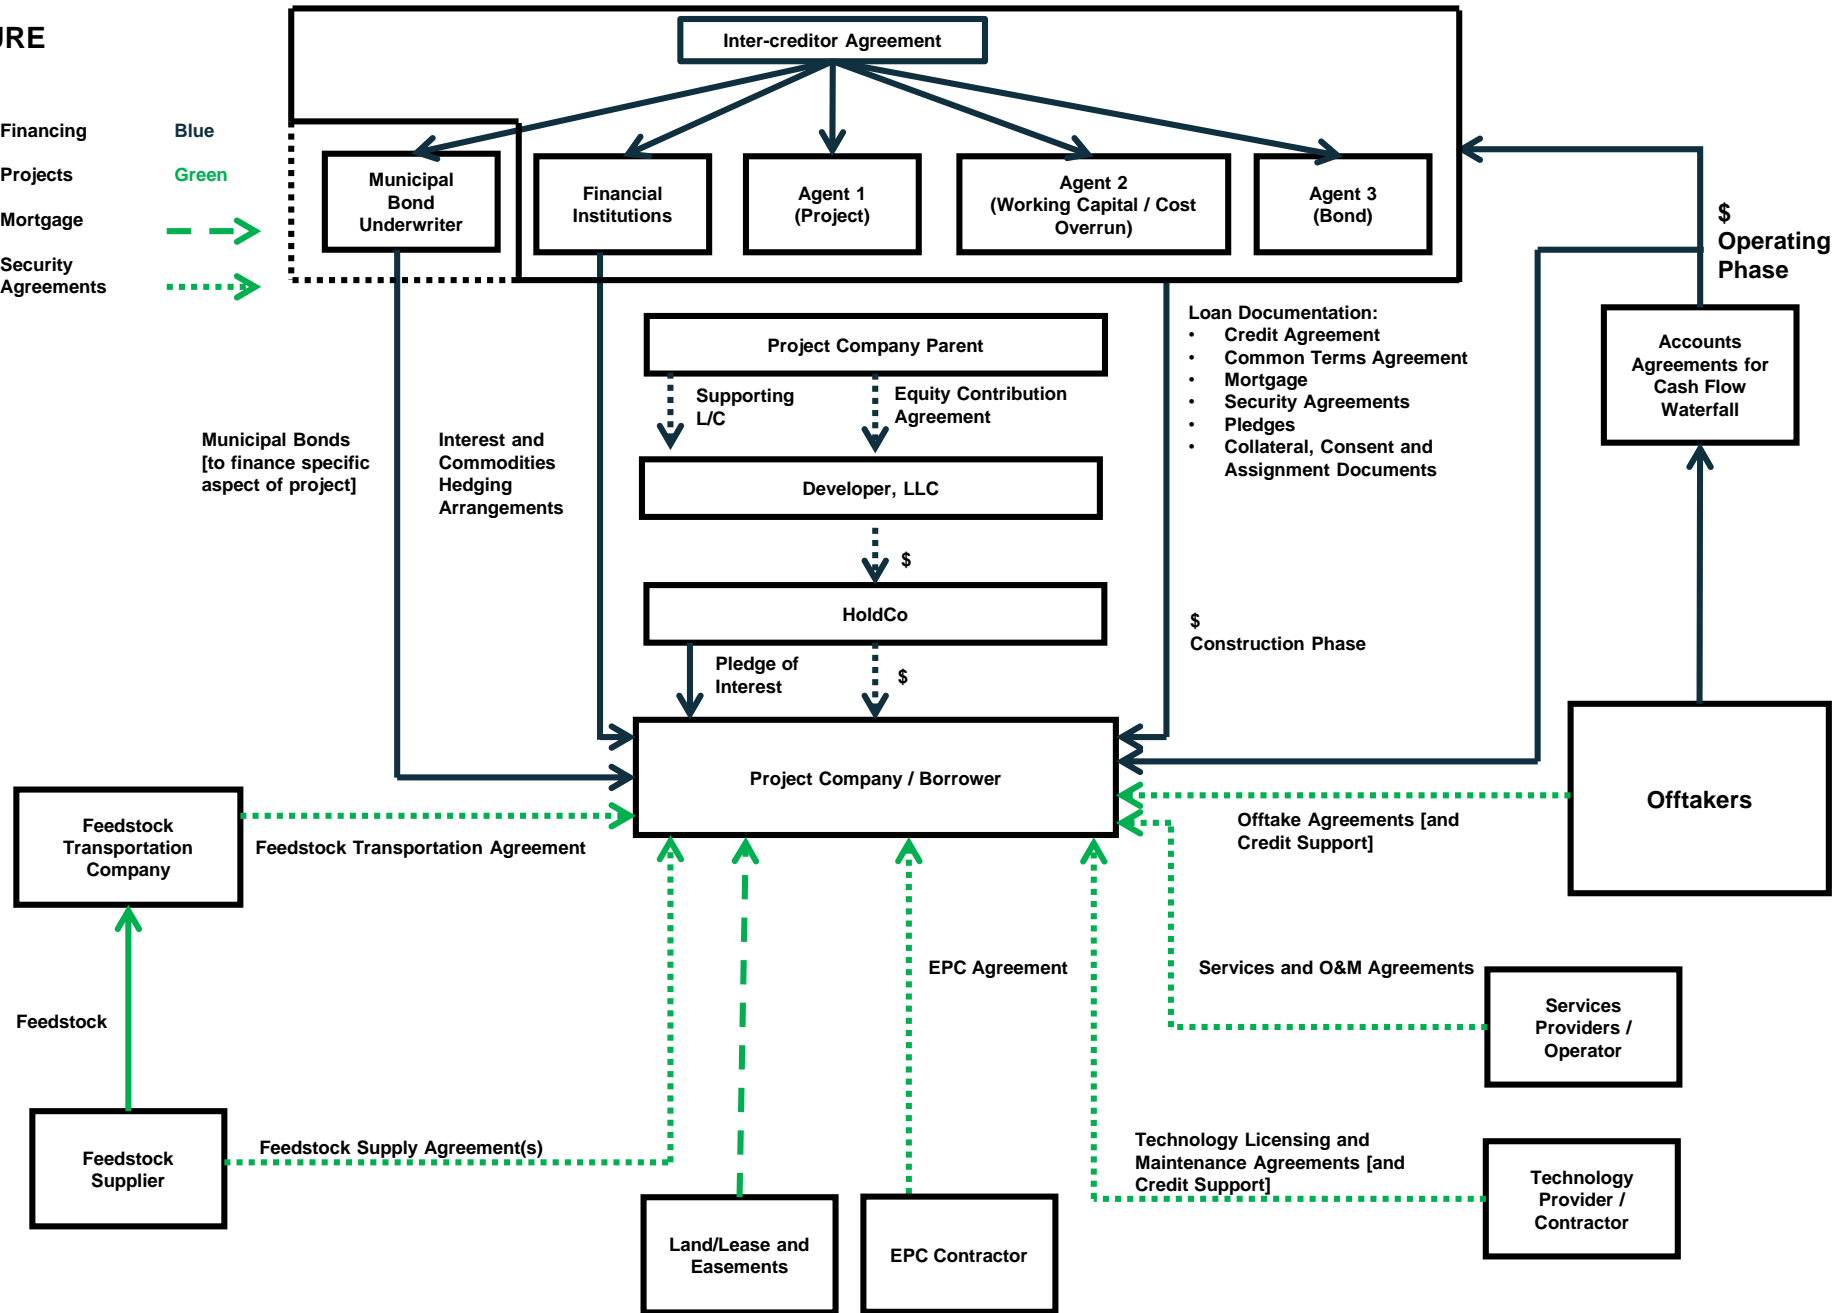 URE
Inter-creditor Agreement
Financing
Blue
Projects
Green
Mortgage
Security
Agreements
Municipal
Bond
Underwriter
Financial
Institutions
Agent 1
(Project)
Agent 2
(Working Capital / Cost
Overrun)
Agent 3
(Bond)
$
Operating
Phase
Project Company Parent
Loan Documentation:
• Credit Agreement
• Common Terms Agreement
• Mortgage
• Security Agreements
• Pledges
• Collateral, Consent and
Assignment Documents
Accounts
Agreements for
Cash Flow
Waterfall
Supporting
L/C
Equity Contribution
Agreement
Municipal Bonds
[to finance specific
aspect of project]
Interest and
Commodities
Hedging
Arrangements
Developer, LLC
$
HoldCo
$
Construction Phase
Pledge of
Interest
$
Project Company / Borrower
Offtakers
Feedstock
Transportation
Company
Feedstock Transportation Agreement
Offtake Agreements [and
Credit Support]
EPC Agreement
Services and O&M Agreements
Feedstock
Services
Providers /
Operator
Feedstock
Supplier
Feedstock Supply Agreement(s)
Technology Licensing and
Maintenance Agreements [and
Credit Support]
Technology
Provider /
Contractor
Land/Lease and
Easements
EPC Contractor